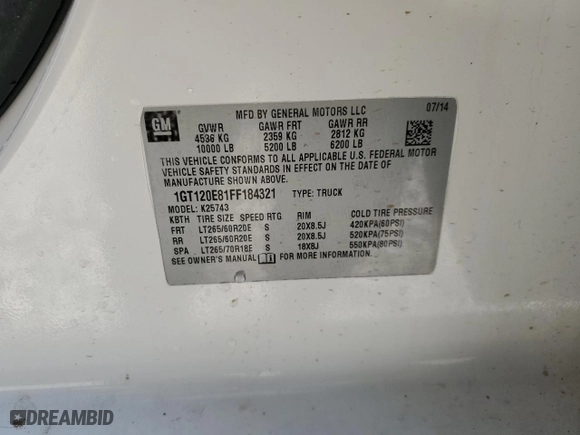 MFD BY GENERAL MOTORS LLC 07/14
GM
GVWR GAWR FRT GAWR RR
4536 KG 2359 KG 2812 KG
10000 LB 5200 LB 6200 LB
THIS VEHICLE CONFORMS TO ALL APPLICABLE U.S. FEDERAL MOTOR
VEHICLE SAFETY STANDARDS IN EFFECT ON THE DATE OF
MANUFACTURE SHOWN ABOVE.
1GT120E81FF184321 TYPE: TRUCK
MODEL: K25743
KBTH TIRE SIZE SPEED RTG RIM COLD TIRE PRESSURE
FRT LT265/60R20E S 20X8.5J 420KPA(60PSI)
RR LT265/60R20E S 20X8.5J 520KPA(75PSI)
SPA LT265/70R18E S 18X8J 550KPA(80PSI)
SEE OWNER'S MANUAL FOR MORE INFORMATION.
DREAMBID